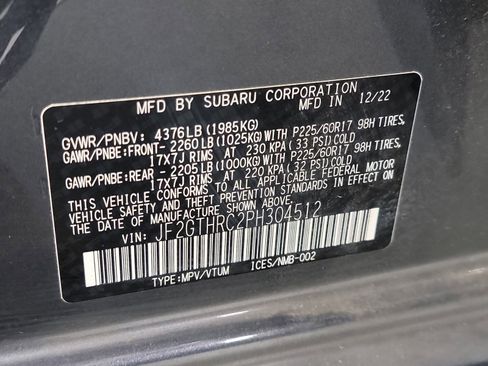 MFD BY SUBARU CORPORATION 12/22
GVWR/PNBV: 4376LB (1985KG)
GAWR/PNBE:FRONT- 2260LB (1025KG)WITH P225/60R17 98H TIRES,
17X7J RIMS AT 230 KPA (33 PSI)COLD
GAWR/PNBE:REAR - 2205LB (1000KG)WITH P225/60R17 98H TIRES,
17X7J RIMS AT 220 KPA (32 PSI)COLD
THIS VEHICLE CONFORMS TO ALL APPLICABLE FEDERAL MOTOR
VEHICLE SAFETY AND THEFT PREVENTION STANDARDS IN EFFECT ON
THE DATE OF MANUFACTURE SHOWN ABOVE.
VIN: JF2GTHRC2PH304512
TYPE:MPV/VTUM ICES/NMB-002